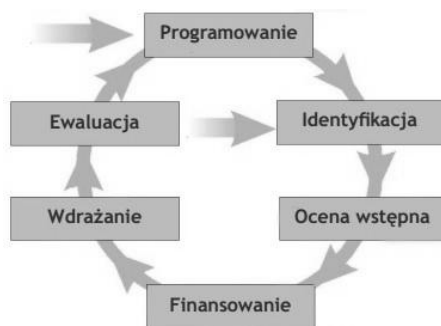 Programowanie
Ewaluacja
Identyfikacja
Wdrażanie
Ocena wstępna
Finansowanie